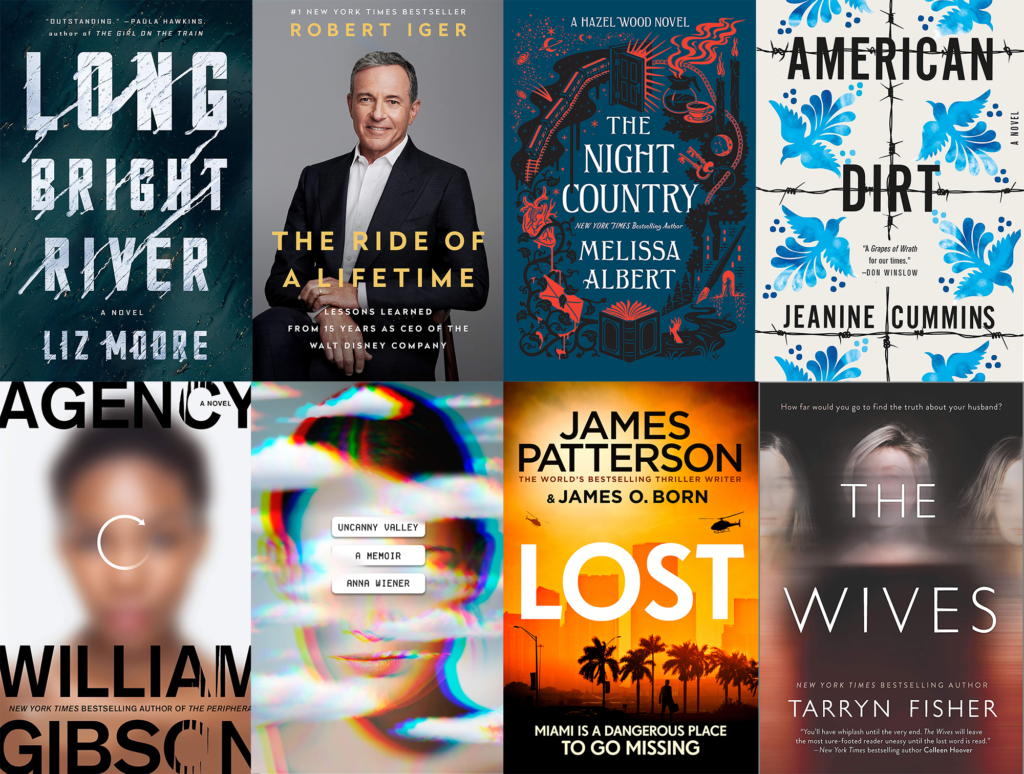 "OUTSTANDING." —PAULA HAWKINS,
author of THE GIRL ON THE TRAIN
LONG
BRIGHT
RIVER
A NOVEL
LIZ MOORE
#1 NEW YORK TIMES BESTSELLER
ROBERT IGER
THE RIDE OF
A LIFETIME
LESSONS LEARNED
FROM 15 YEARS AS CEO OF THE
WALT DISNEY COMPANY
A HAZEL WOOD NOVEL
THE
NIGHT
COUNTRY
NEW YORK TIMES Bestselling Author
MELISSA
ALBERT
AMERICAN
DIRT
A NOVEL
"A Grapes of Wrath
for our times."
—DON WINSLOW
JEANINE CUMMINS
AGENCY
A NOVEL
WILLIAM
NEW YORK TIMES BESTSELLING AUTHOR OF THE PERIPHERA
GIBSON
UNCANNY VALLEY
A MEMOIR
ANNA WIENER
JAMES
PATTERSON
THE WORLD'S BESTSELLING THRILLER WRITER
& JAMES O. BORN
LOST
MIAMI IS A DANGEROUS PLACE
TO GO MISSING
How far would you go to find the truth about your husband?
THE
WIVES
NEW YORK TIMES BESTSELLING AUTHOR
TARRYN FISHER
"You'll have whiplash until the very end. The Wives will leave
the most sure-footed reader uneasy until the last word is read."
—New York Times bestselling author Colleen Hoover